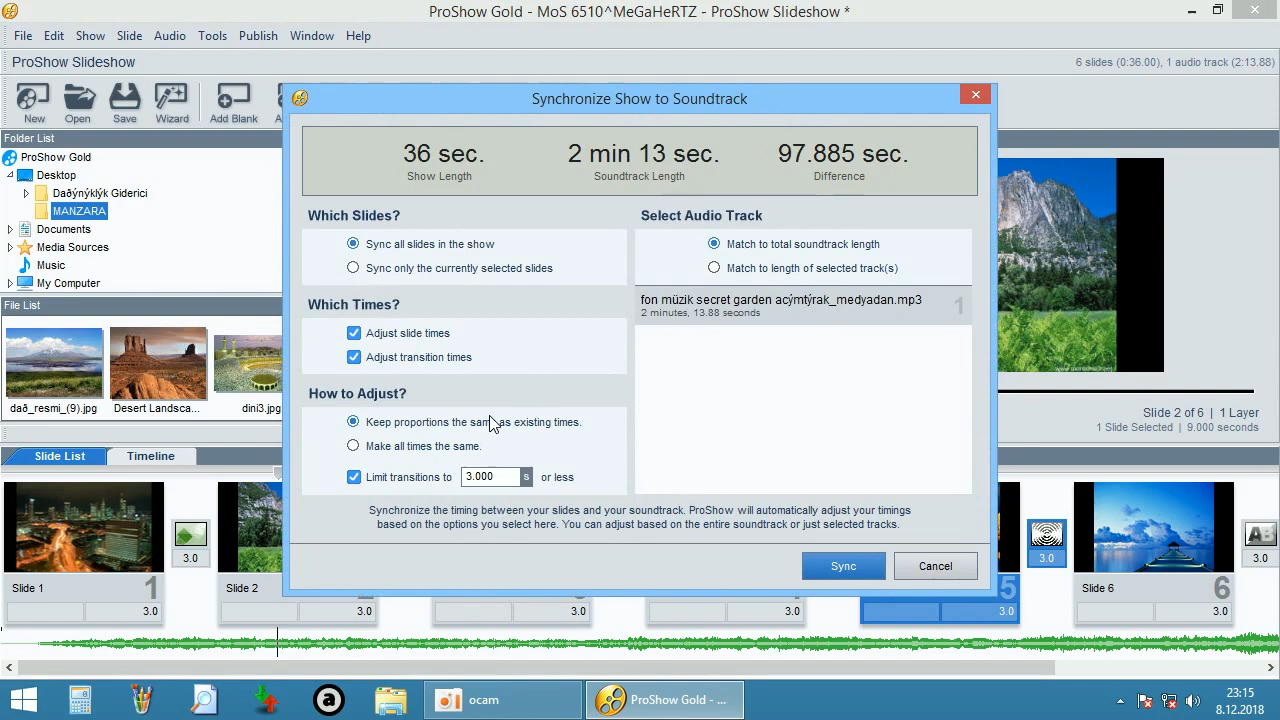 ProShow Gold - MoS 6510^MeGaHeRTZ - ProShow Slideshow *
File Edit Show Slide Audio Tools Publish Window Help
ProShow Slideshow
6 slides (0:36.00), 1 audio track (2:13.88)
New Open Save Wizard Add Blank
Folder List
ProShow Gold
Desktop
Daðýnýklýk Giderici
MANZARA
Documents
Media Sources
Music
My Computer
File List
dað_resmi_(9).jpg Desert Landsca... dini3.jpg
Synchronize Show to Soundtrack
36 sec. 2 min 13 sec. 97.885 sec.
Show Length Soundtrack Length Difference
Which Slides?
Sync all slides in the show
Sync only the currently selected slides
Which Times?
Adjust slide times
Adjust transition times
How to Adjust?
Keep proportions the same as existing times.
Make all times the same.
Limit transitions to 3.000 s or less
Select Audio Track
Match to total soundtrack length
Match to length of selected track(s)
fon müzik secret garden acýmtýrak_medyadan.mp3 1
2 minutes, 13.88 seconds
Synchronize the timing between your slides and your soundtrack. ProShow will automatically adjust your timings
based on the options you select here. You can adjust based on the entire soundtrack or just selected tracks.
Sync Cancel
Slide 2 of 6 | 1 Layer
1 Slide Selected | 9.000 seconds
Slide List Timeline
3.0 3.0 AB 3.0
Slide 1 1 Slide 2 5 Slide 6 6
3.0 3.0 3.0 3.0 3.0 3.0
a ocam ProShow Gold - ...
23:15
8.12.2018